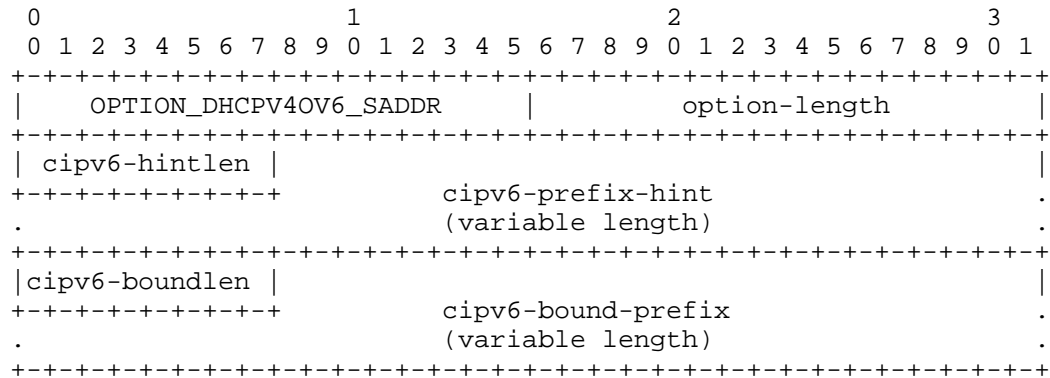 0                   1                   2                   3
 0 1 2 3 4 5 6 7 8 9 0 1 2 3 4 5 6 7 8 9 0 1 2 3 4 5 6 7 8 9 0 1
+-+-+-+-+-+-+-+-+-+-+-+-+-+-+-+-+-+-+-+-+-+-+-+-+-+-+-+-+-+-+-+-+
|    OPTION_DHCPV4OV6_SADDR     |         option-length         |
+-+-+-+-+-+-+-+-+-+-+-+-+-+-+-+-+-+-+-+-+-+-+-+-+-+-+-+-+-+-+-+-+
| cipv6-hintlen |                                               |
+-+-+-+-+-+-+-+-+          cipv6-prefix-hint                    .
.                          (variable length)                    .
+-+-+-+-+-+-+-+-+-+-+-+-+-+-+-+-+-+-+-+-+-+-+-+-+-+-+-+-+-+-+-+-+
|cipv6-boundlen |                                               |
+-+-+-+-+-+-+-+-+          cipv6-bound-prefix                   .
.                          (variable length)                    .
+-+-+-+-+-+-+-+-+-+-+-+-+-+-+-+-+-+-+-+-+-+-+-+-+-+-+-+-+-+-+-+-+